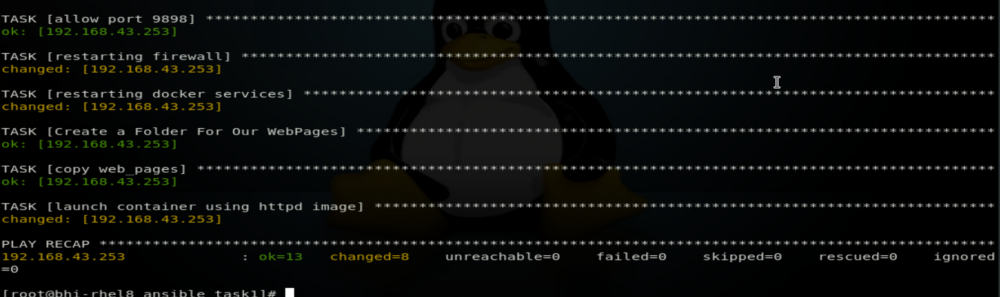 TASK [allow port 9898] ****************************************************************************************************
ok: [192.168.43.253]
TASK [restarting firewall] ************************************************************************************************
changed: [192.168.43.253]
TASK [restarting docker services] *****************************************************************************************
changed: [192.168.43.253]
TASK [Create a Folder For Our WebPages] ***********************************************************************************
ok: [192.168.43.253]
TASK [copy web_pages] *****************************************************************************************************
ok: [192.168.43.253]
TASK [launch container using httpd image] *********************************************************************************
changed: [192.168.43.253]
PLAY RECAP ****************************************************************************************************************
192.168.43.253 : ok=13 changed=8 unreachable=0 failed=0 skipped=0 rescued=0 ignored
=0
[root@bhi-rhel8 ansible_task1]#